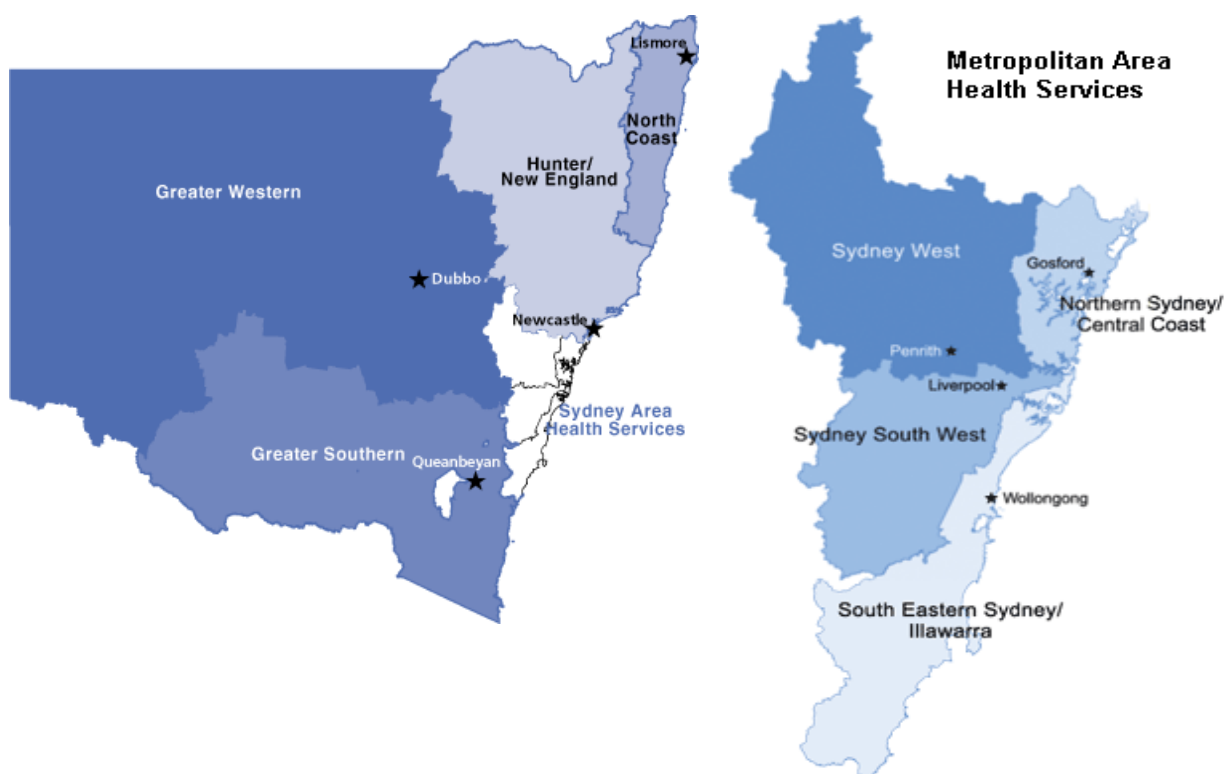 Lismore
North
Coast
Hunter/
New England
Greater Western
Dubbo
Newcastle
Sydney Area
Health Services
Greater Southern
Queanbeyan
Metropolitan Area
Health Services
Sydney West
Gosford
Northern Sydney/
Central Coast
Penrith
Liverpool
Sydney South West
Wollongong
South Eastern Sydney/
Illawarra